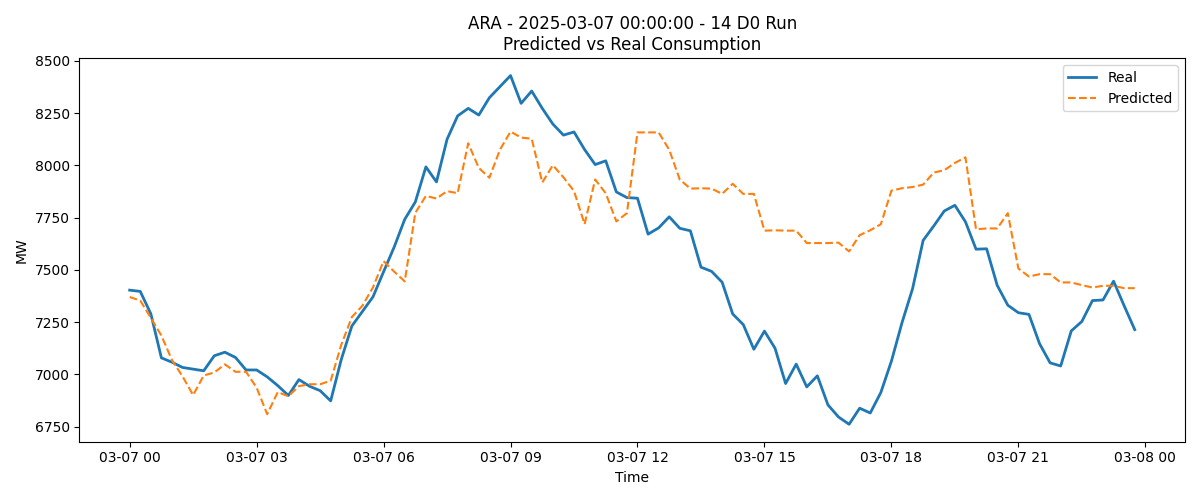 ARA - 2025-03-07 00:00:00 - 14 D0 Run
Predicted vs Real Consumption
Real
Predicted
MW
8500
8250
8000
7750
7500
7250
7000
6750
03-07 00
03-07 03
03-07 06
03-07 09
03-07 12
03-07 15
03-07 18
03-07 21
03-08 00
Time